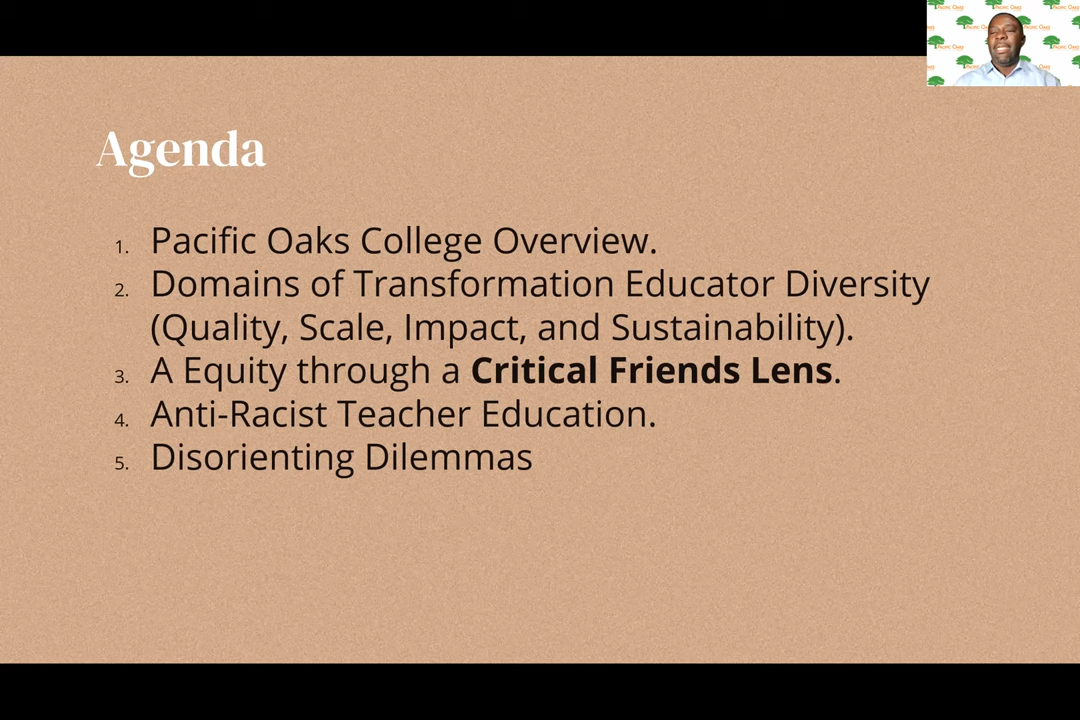 Agenda
1. Pacific Oaks College Overview.
2. Domains of Transformation Educator Diversity
(Quality, Scale, Impact, and Sustainability).
3. A Equity through a Critical Friends Lens.
4. Anti-Racist Teacher Education.
5. Disorienting Dilemmas